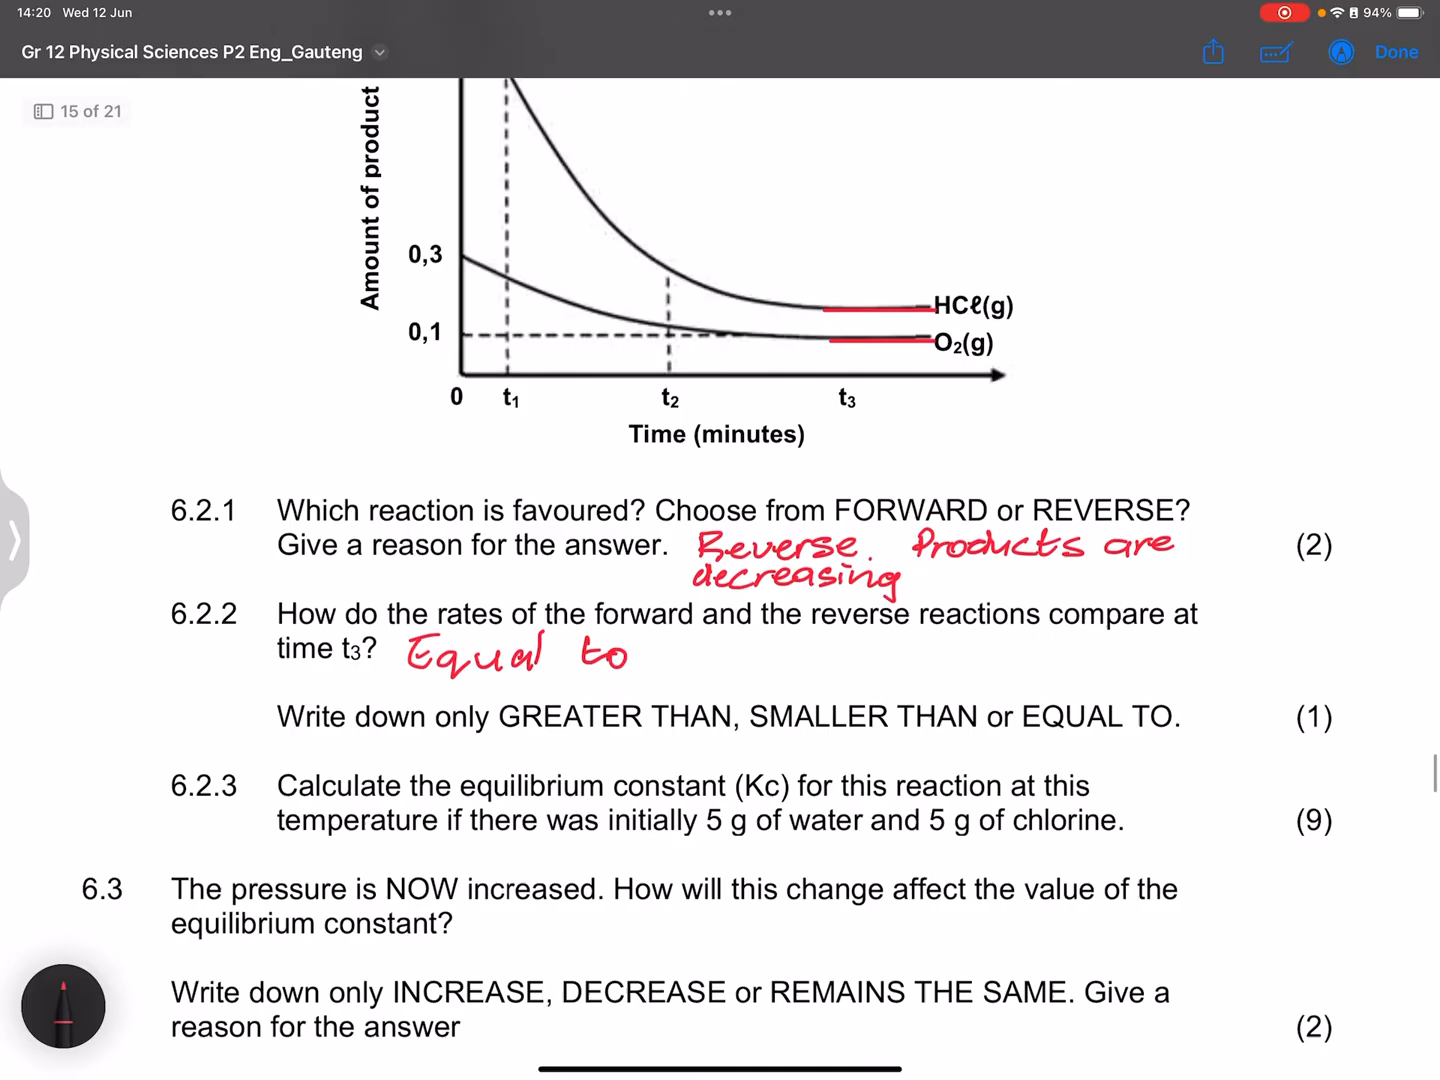 14:20 Wed 12 Jun
94%
Gr 12 Physical Sciences P2 Eng_Gauteng
Done
15 of 21
Amount of product
0,3
0,1
HCℓ(g)
O₂(g)
0 t₁ t₂ t₃
Time (minutes)
6.2.1 Which reaction is favoured? Choose from FORWARD or REVERSE?
Give a reason for the answer. Reverse. Products are (2)
decreasing
6.2.2 How do the rates of the forward and the reverse reactions compare at
time t₃? Equal to
Write down only GREATER THAN, SMALLER THAN or EQUAL TO. (1)
6.2.3 Calculate the equilibrium constant (Kc) for this reaction at this
temperature if there was initially 5 g of water and 5 g of chlorine. (9)
6.3 The pressure is NOW increased. How will this change affect the value of the
equilibrium constant?
Write down only INCREASE, DECREASE or REMAINS THE SAME. Give a
reason for the answer (2)